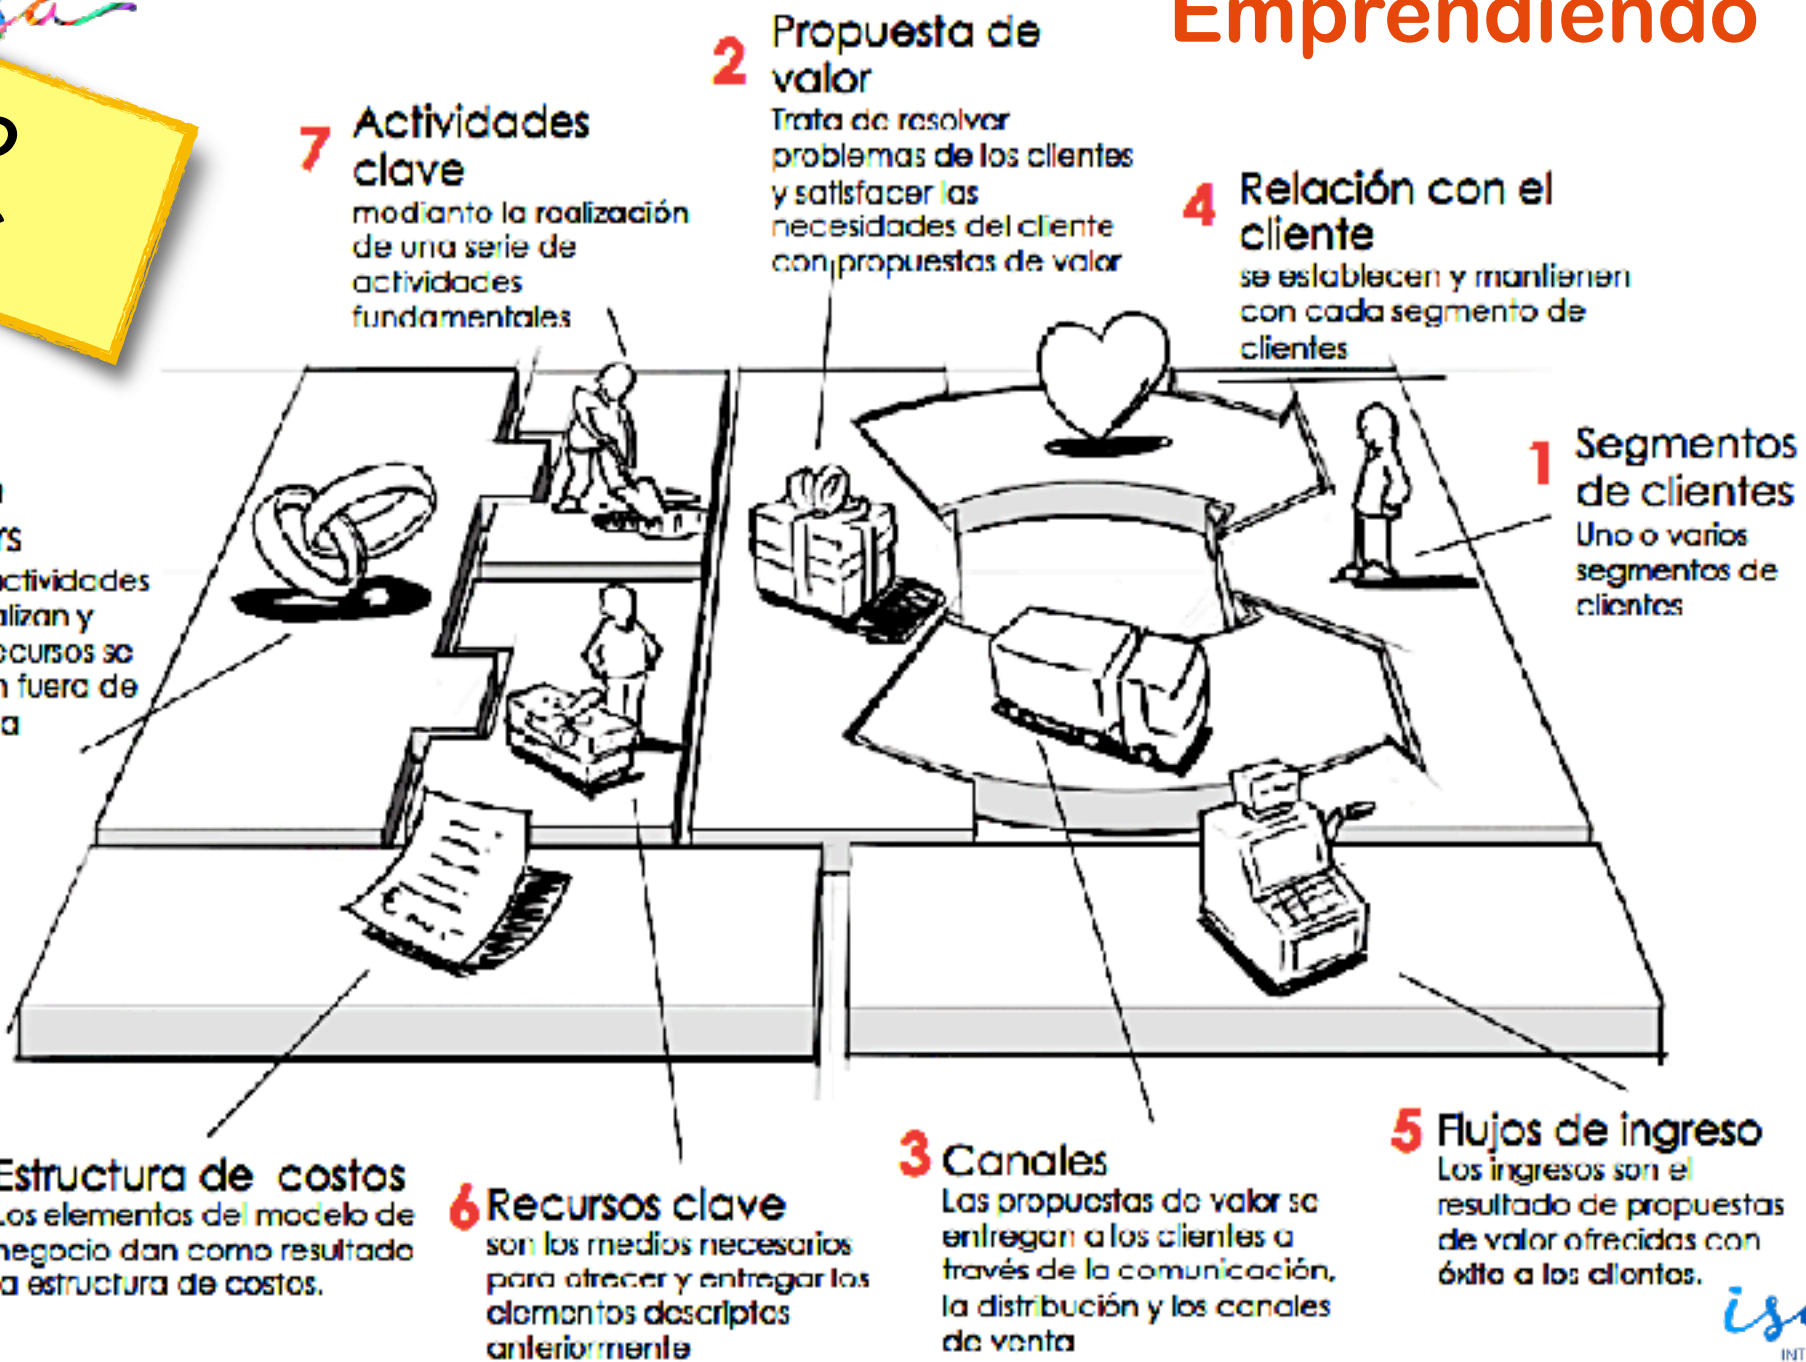 Emprendiendo
2
Propuesta de
valor
Trata de resolver
problemas de los clientes
y satisfacer las
necesidades del cliente
con propuestas de valor
7
Actividades
clave
mediante la realización
de una serie de
actividades
fundamentales
4
Relación con el
cliente
se establecen y mantienen
con cada segmento de
clientes
1
Segmentos
de clientes
Uno o varios
segmentos de
clientes
rs
actividades
alizan y
ecursos se
n fuera de
a
Estructura de costos
Los elementos del modelo de
negocio dan como resultado
la estructura de costos.
6
Recursos clave
son los medios necesarios
para ofrecer y entregar los
elementos descriptos
anteriormente
3
Canales
Las propuestas de valor se
entregan a los clientes a
través de la comunicación,
la distribución y los canales
de venta
5
Flujos de ingreso
Los ingresos son el
resultado de propuestas
de valor ofrecidas con
éxito a los clientes.
INT